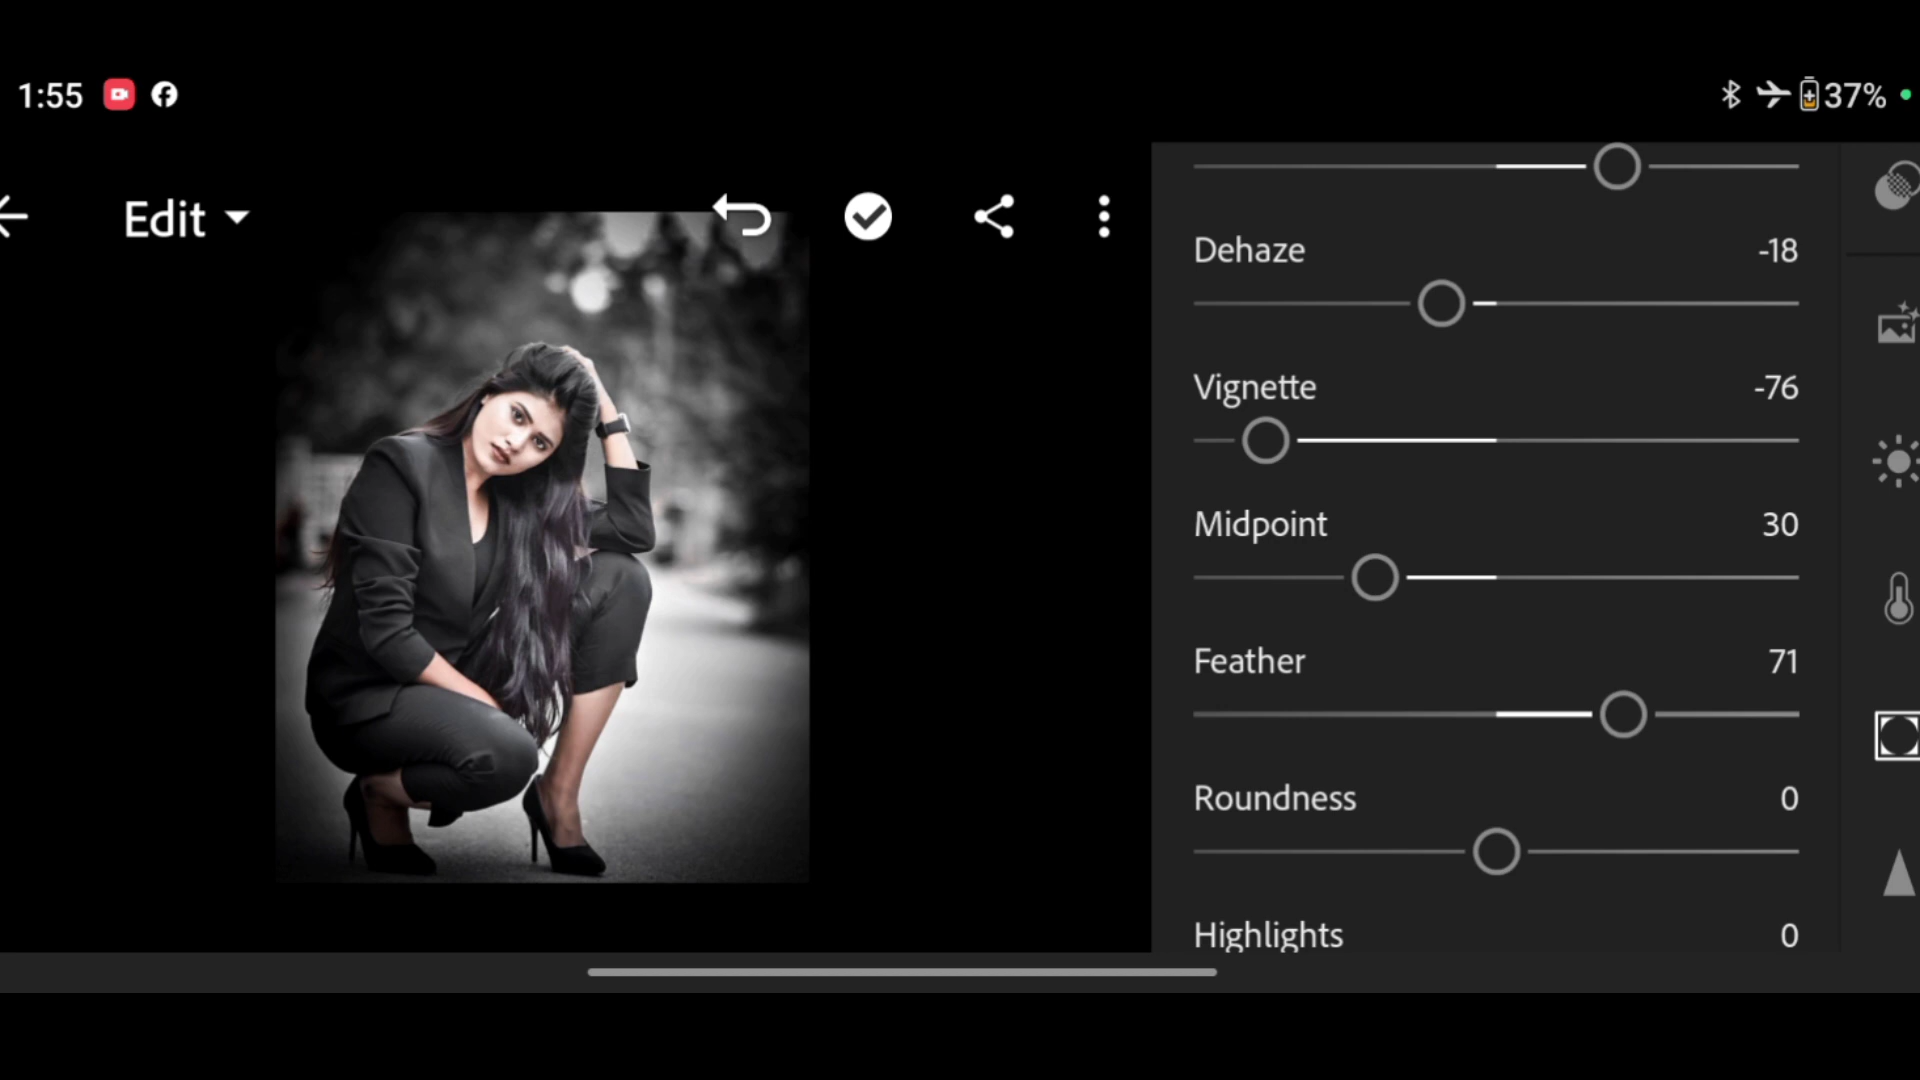 1:55
37%
Edit
Dehaze -18
Vignette -76
Midpoint 30
Feather 71
Roundness 0
Highlights 0